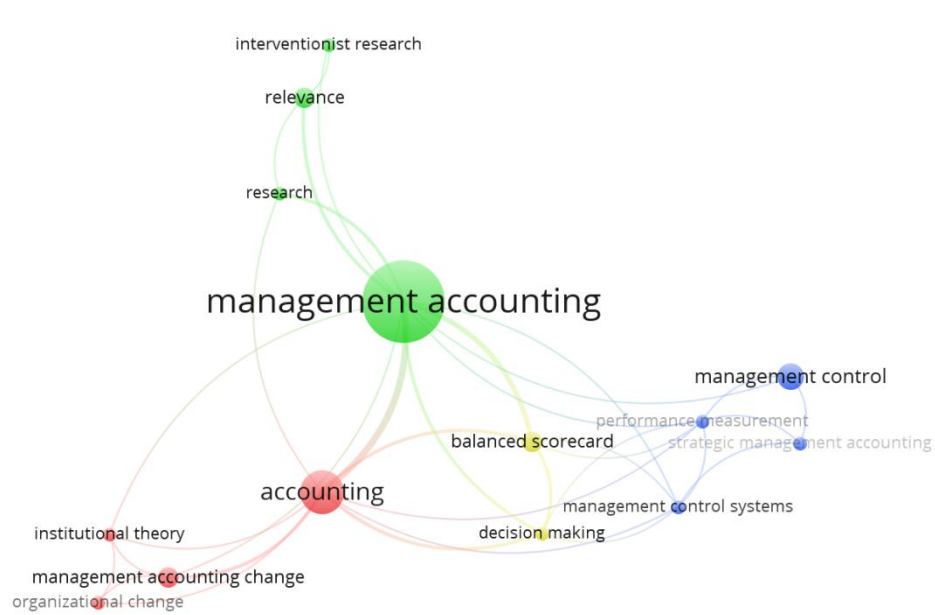 interventionist research
relevance
research
management accounting
management control
performance measurement
balanced scorecard
strategic management accounting
accounting
management control systems
institutional theory
decision making
management accounting change
organizational change